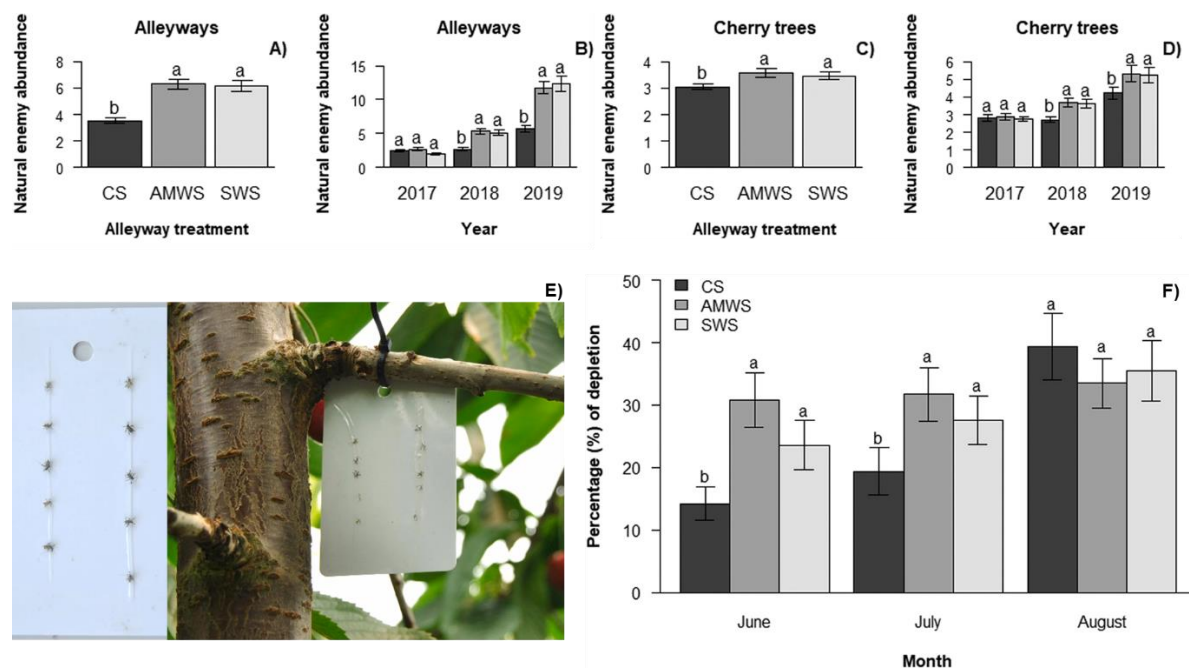 Alleyways
A)
Natural enemy abundance
8
6
4
2
0
b
a
a
CS AMWS SWS
Alleyway treatment
Alleyways
B)
Natural enemy abundance
15
10
5
0
a a a
b a a
b a a
2017 2018 2019
Year
Cherry trees
C)
Natural enemy abundance
4
3
2
1
0
b
a
a
CS AMWS SWS
Alleyway treatment
Cherry trees
D)
Natural enemy abundance
6
5
4
3
2
1
0
a a a
b a a
b a a
2017 2018 2019
Year
E)
F)
Percentage (%) of depletion
50
40
30
20
10
0
CS
AMWS
SWS
b a a
b a a
a a a
June July August
Month